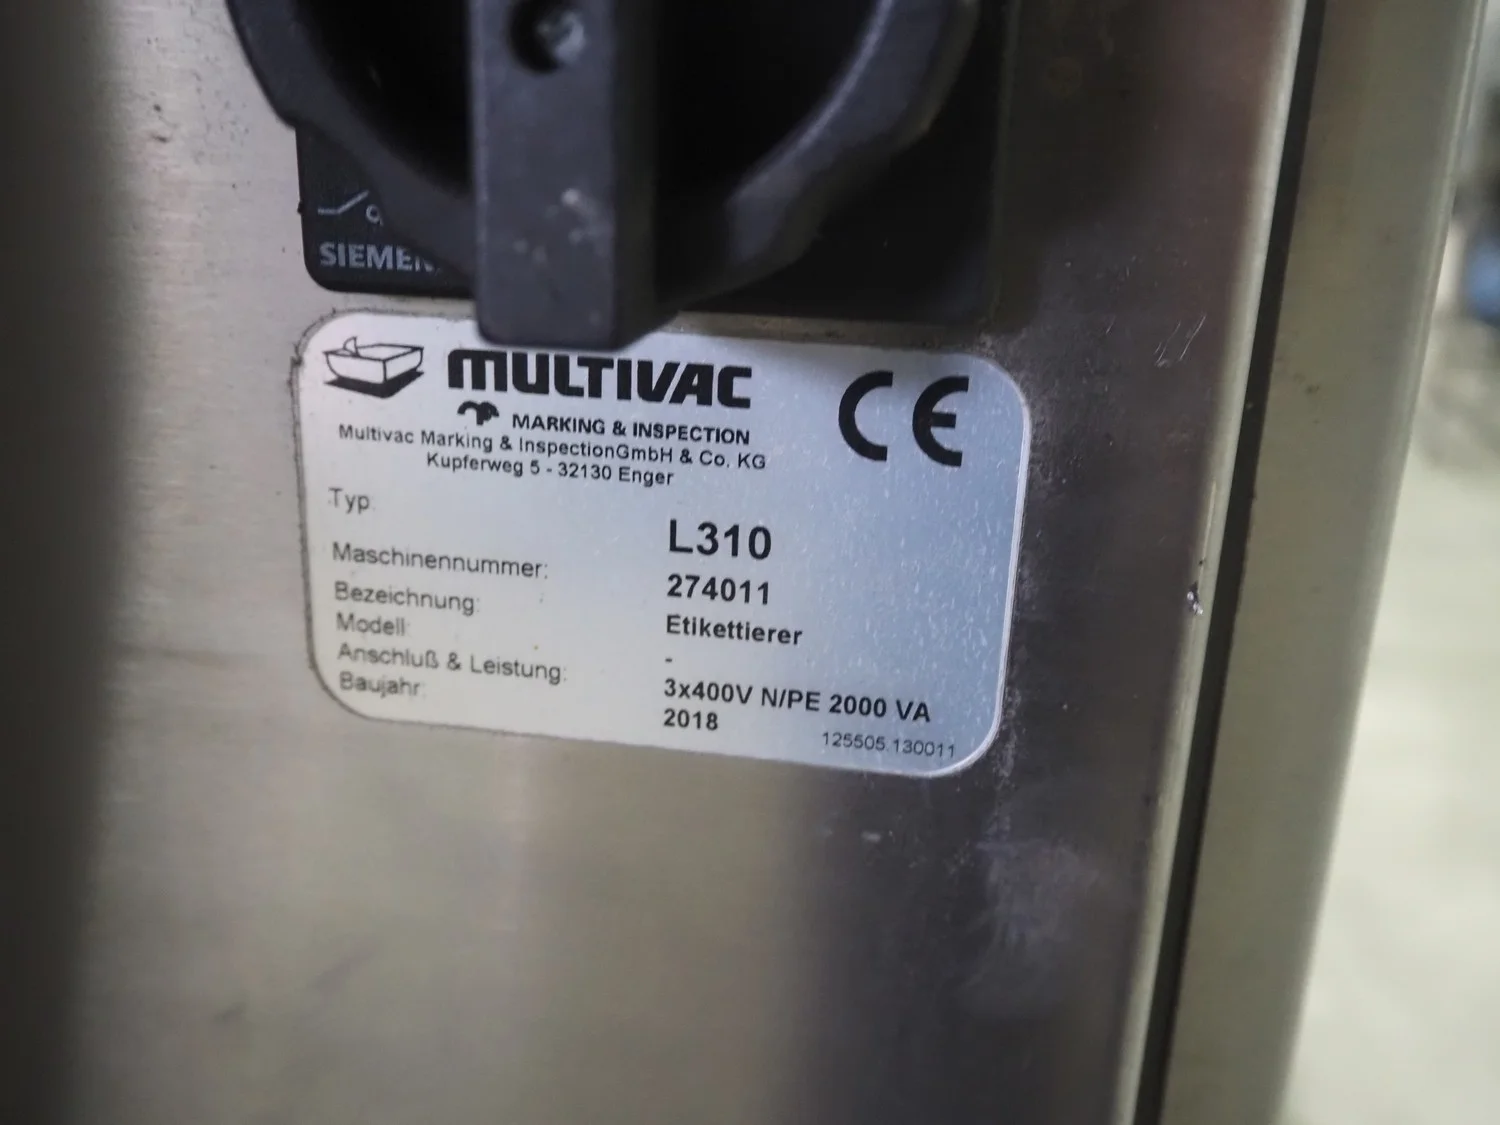 SIEMEN
MULTIVAC
MARKING & INSPECTION
Multivac Marking & InspectionGmbH & Co. KG
Kupferweg 5 - 32130 Enger
CE
Typ: L310
Maschinennummer: 274011
Bezeichnung: Etikettierer
Modell: -
Anschluß & Leistung: 3x400V N/PE 2000 VA
Baujahr: 2018
125505.130011